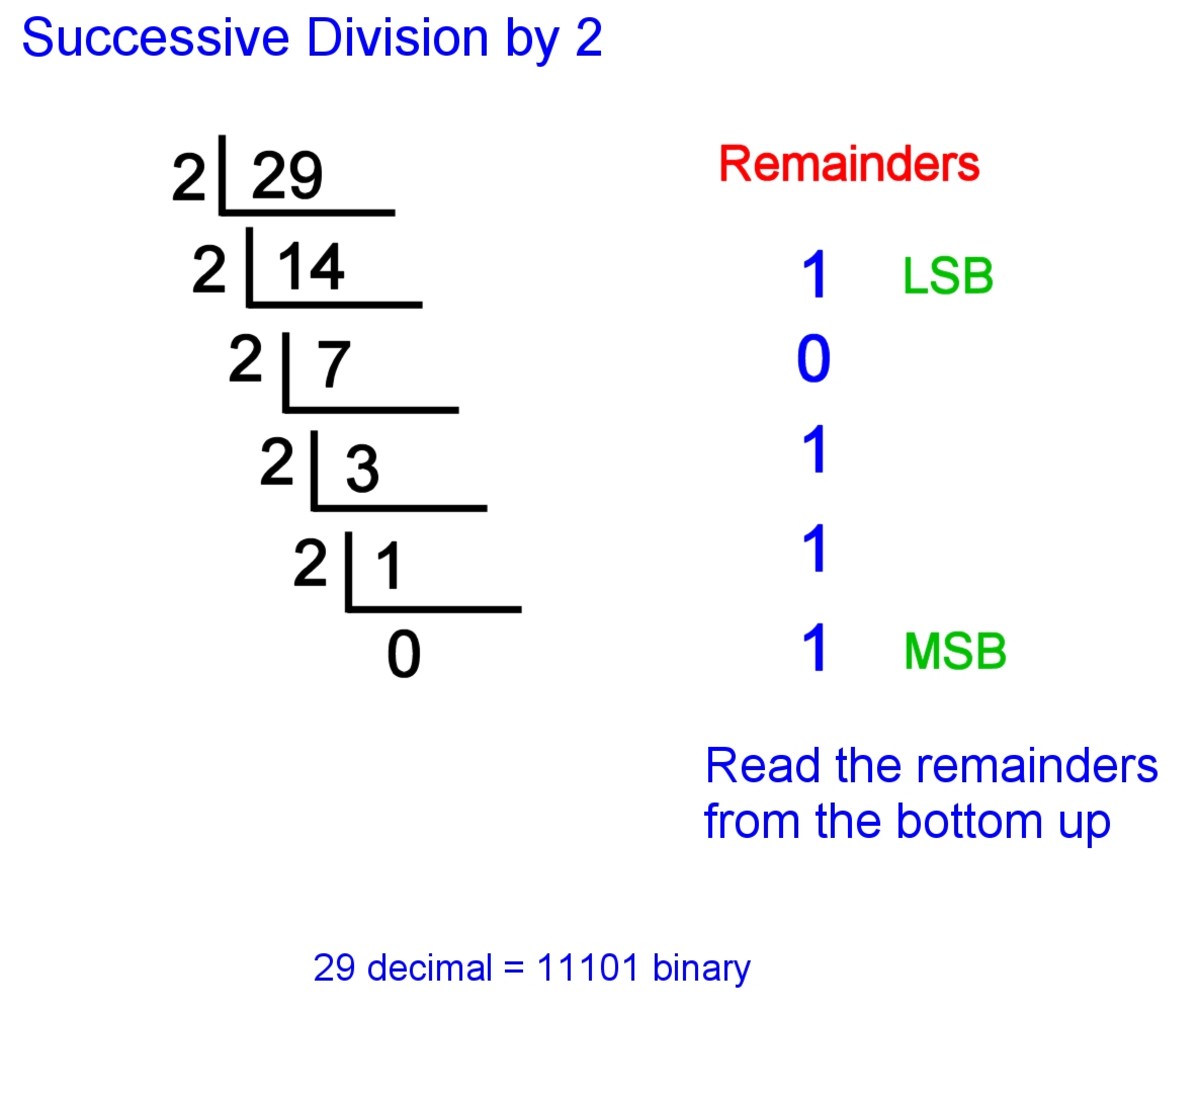 Successive Division by 2
2 29
Remainders
2 14
1 LSB
2 7
0
2 3
1
2 1
1
0
1 MSB
Read the remainders
from the bottom up
29 decimal = 11101 binary